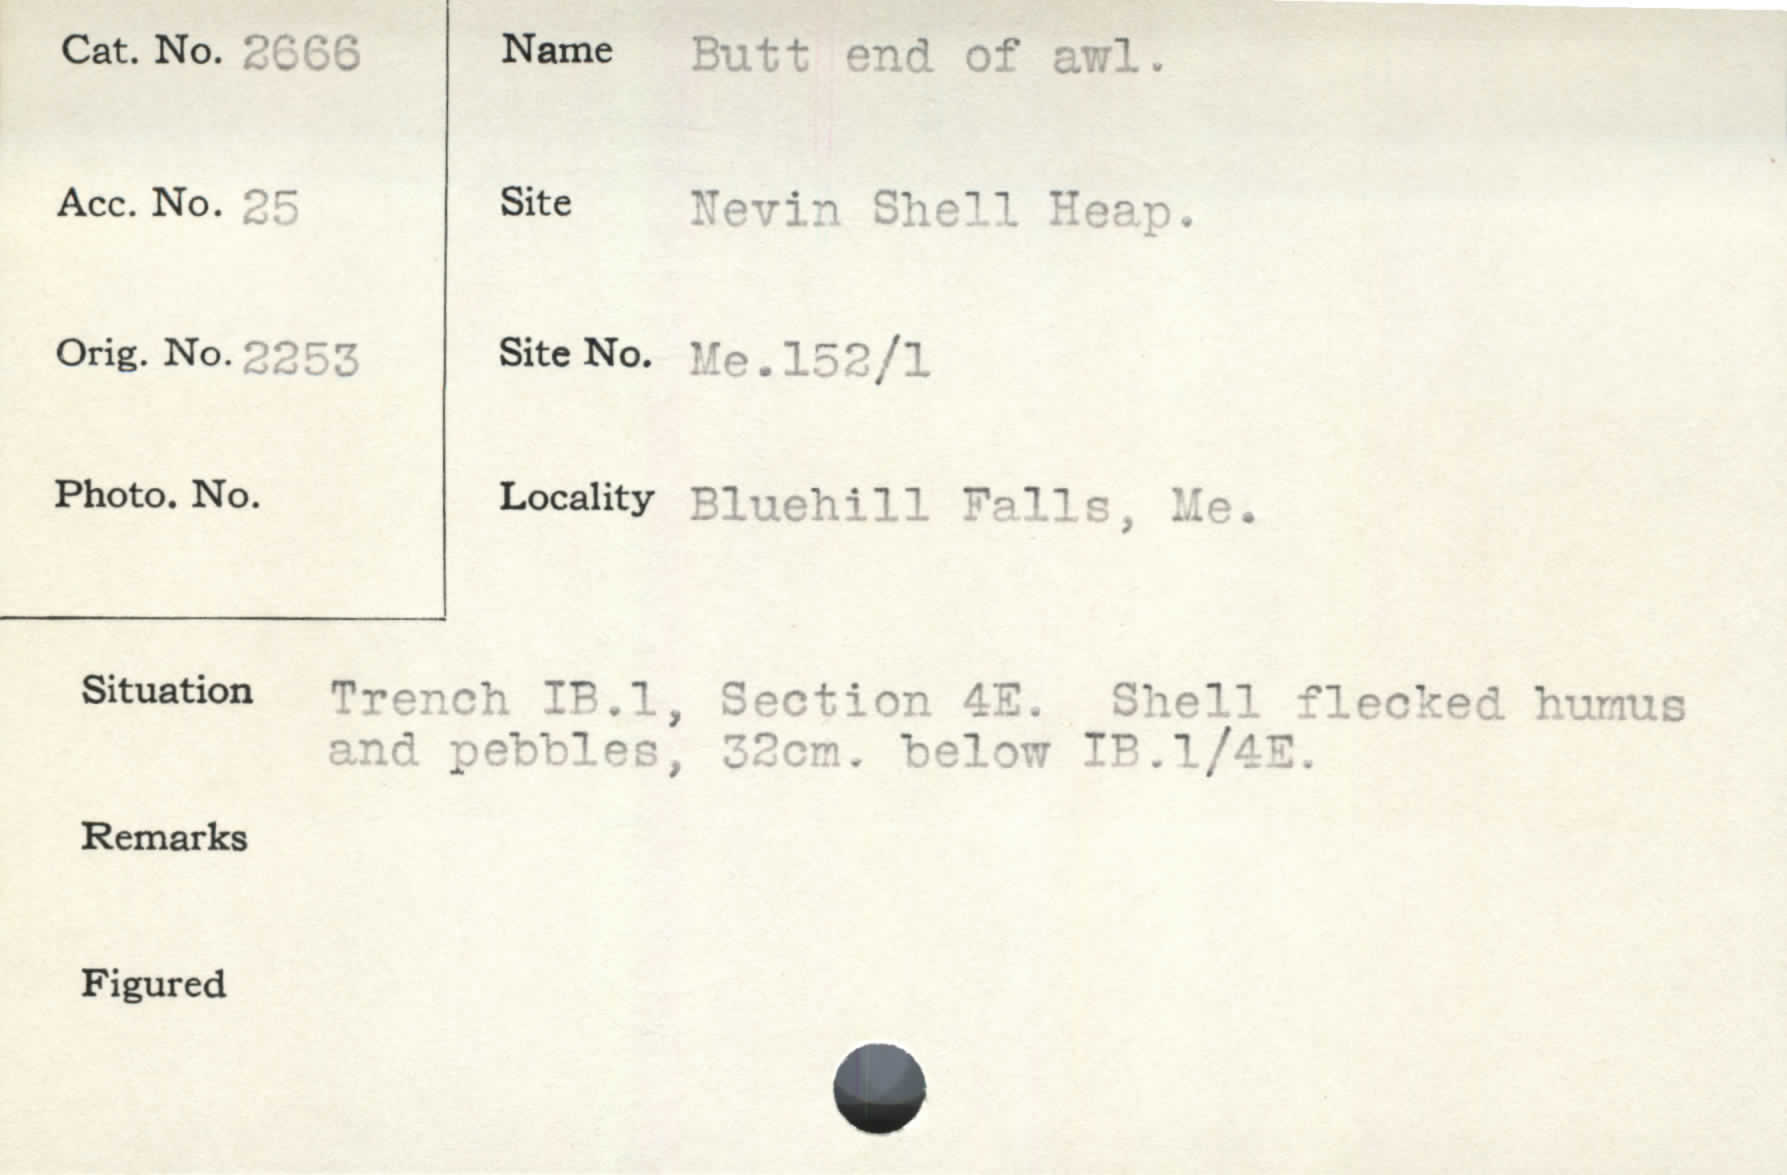 Cat. No. 2666
Name Butt end of awl.
Acc. No. 25
Site Nevin Shell Heap.
Orig. No. 2253
Site No. Me.152/1
Photo. No.
Locality Bluehill Falls, Me.
Situation Trench IB.1, Section 4E. Shell flecked humus
and pebbles, 32cm. below IB.1/4E.
Remarks
Figured